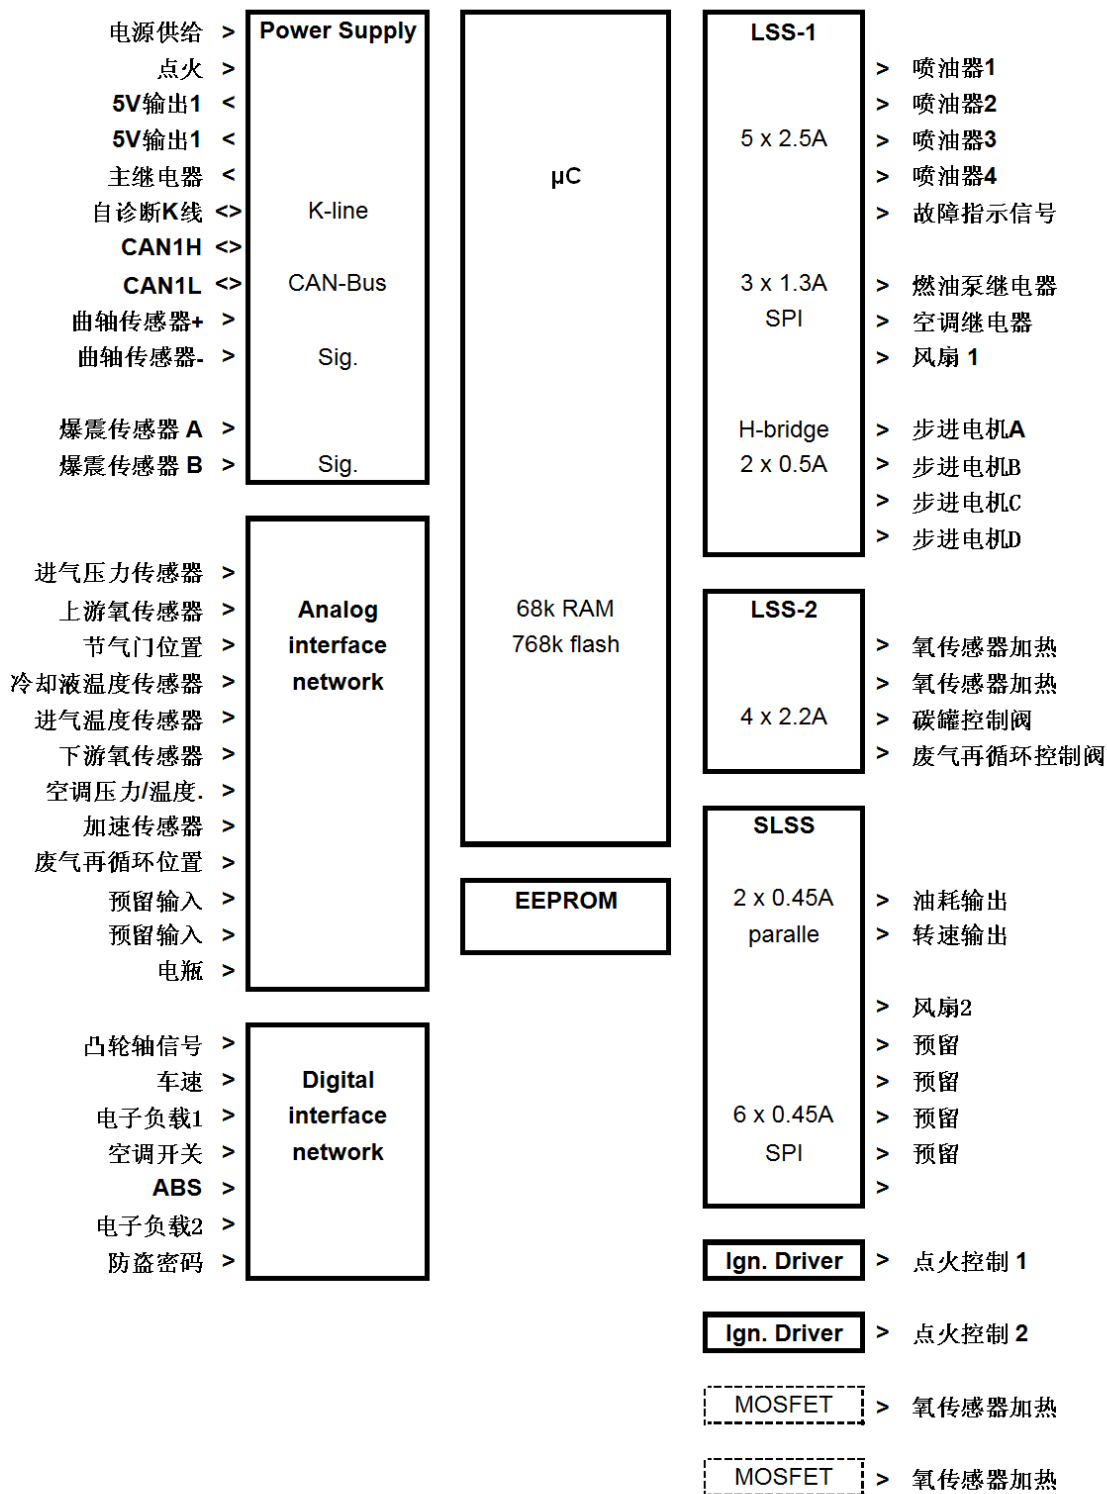 电源供给 >
点火 >
5V输出1 <
5V输出1 <
主继电器 <
自诊断K线 <>
CAN1H <>
CAN1L <>
曲轴传感器+ >
曲轴传感器- >
爆震传感器 A >
爆震传感器 B >
Power Supply
K-line
CAN-Bus
Sig.
Sig.
进气压力传感器 >
上游氧传感器 >
节气门位置 >
冷却液温度传感器 >
进气温度传感器 >
下游氧传感器 >
空调压力/温度. >
加速传感器 >
废气再循环位置 >
预留输入 >
预留输入 >
电瓶 >
Analog
interface
network
凸轮轴信号 >
车速 >
电子负载1 >
空调开关 >
ABS >
电子负载2 >
防盗密码 >
Digital
interface
network
µC
68k RAM
768k flash
EEPROM
LSS-1
5 x 2.5A
3 x 1.3A
SPI
H-bridge
2 x 0.5A
> 喷油器1
> 喷油器2
> 喷油器3
> 喷油器4
> 故障指示信号
> 燃油泵继电器
> 空调继电器
> 风扇 1
> 步进电机A
> 步进电机B
> 步进电机C
> 步进电机D
LSS-2
4 x 2.2A
> 氧传感器加热
> 氧传感器加热
> 碳罐控制阀
> 废气再循环控制阀
SLSS
2 x 0.45A
paralle
6 x 0.45A
SPI
> 油耗输出
> 转速输出
> 风扇2
> 预留
> 预留
> 预留
> 预留
>
Ign. Driver > 点火控制 1
Ign. Driver > 点火控制 2
MOSFET > 氧传感器加热
MOSFET > 氧传感器加热